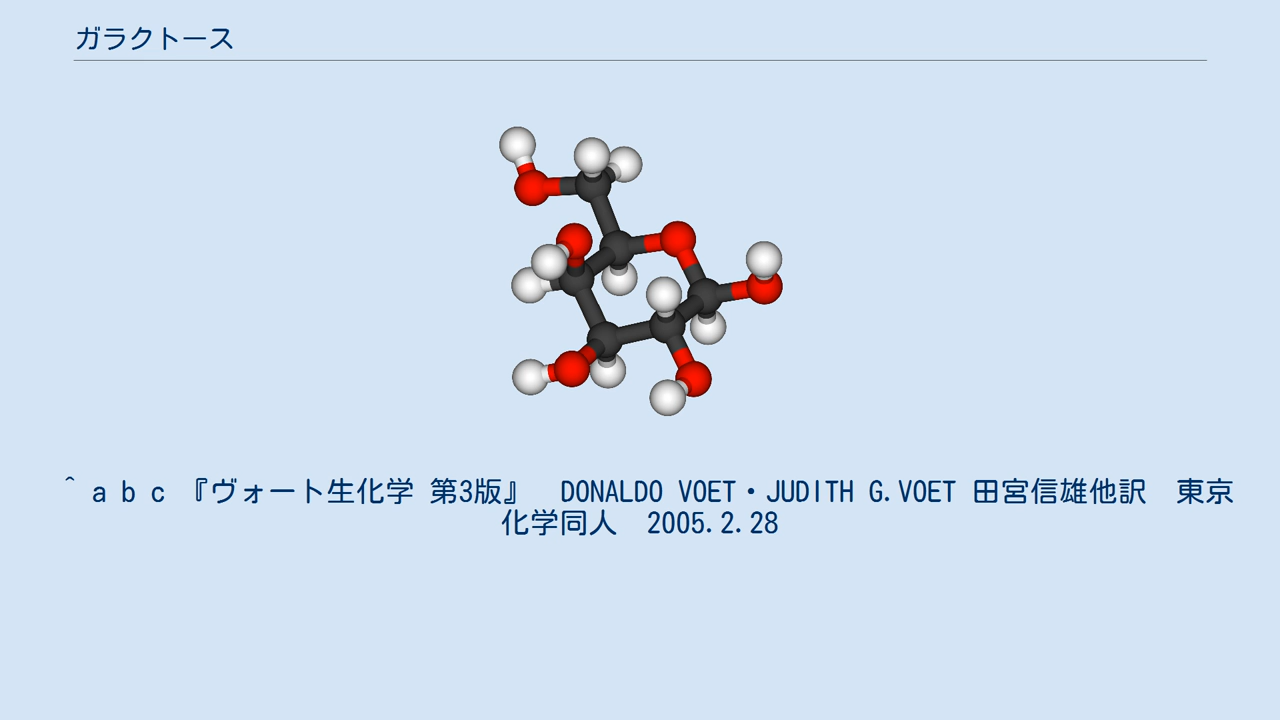 ガラクトース
^ a b c 『ヴォート生化学 第3版』　DONALDO VOET・JUDITH G.VOET 田宮信雄他訳　東京
化学同人　2005.2.28